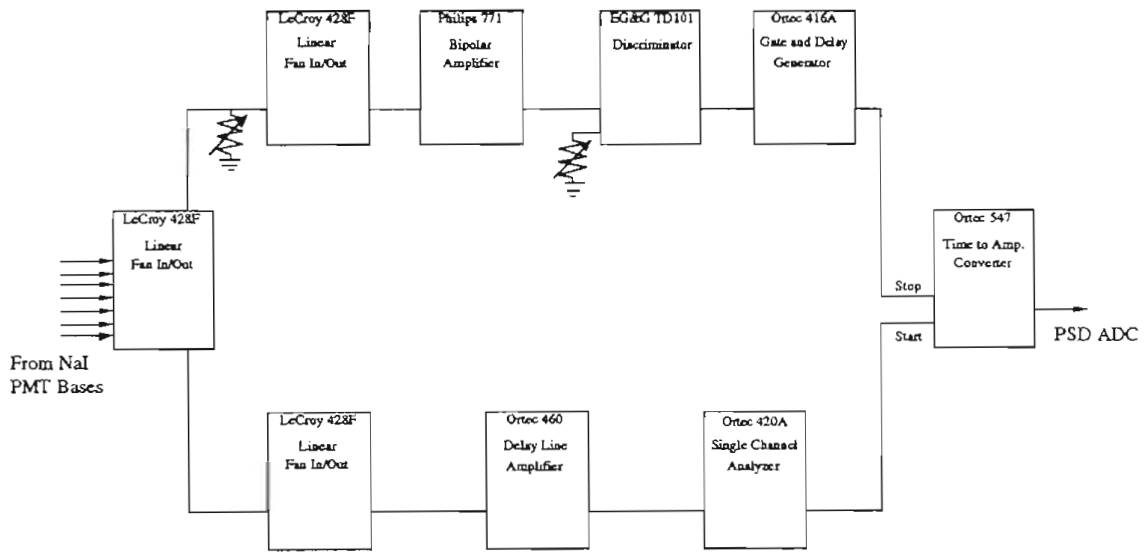 LeCroy 428F
Linear
Fan In/Out
Philips 771
Bipolar
Amplifier
EG&G TD101
Discriminator
Ortec 416A
Gate and Delay
Generator
LeCroy 428F
Linear
Fan In/Out
From NaI
PMT Bases
Ortec 547
Time to Amp.
Converter
Stop
Start
PSD ADC
LeCroy 428F
Linear
Fan In/Out
Ortec 460
Delay Line
Amplifier
Ortec 420A
Single Channel
Analyzer